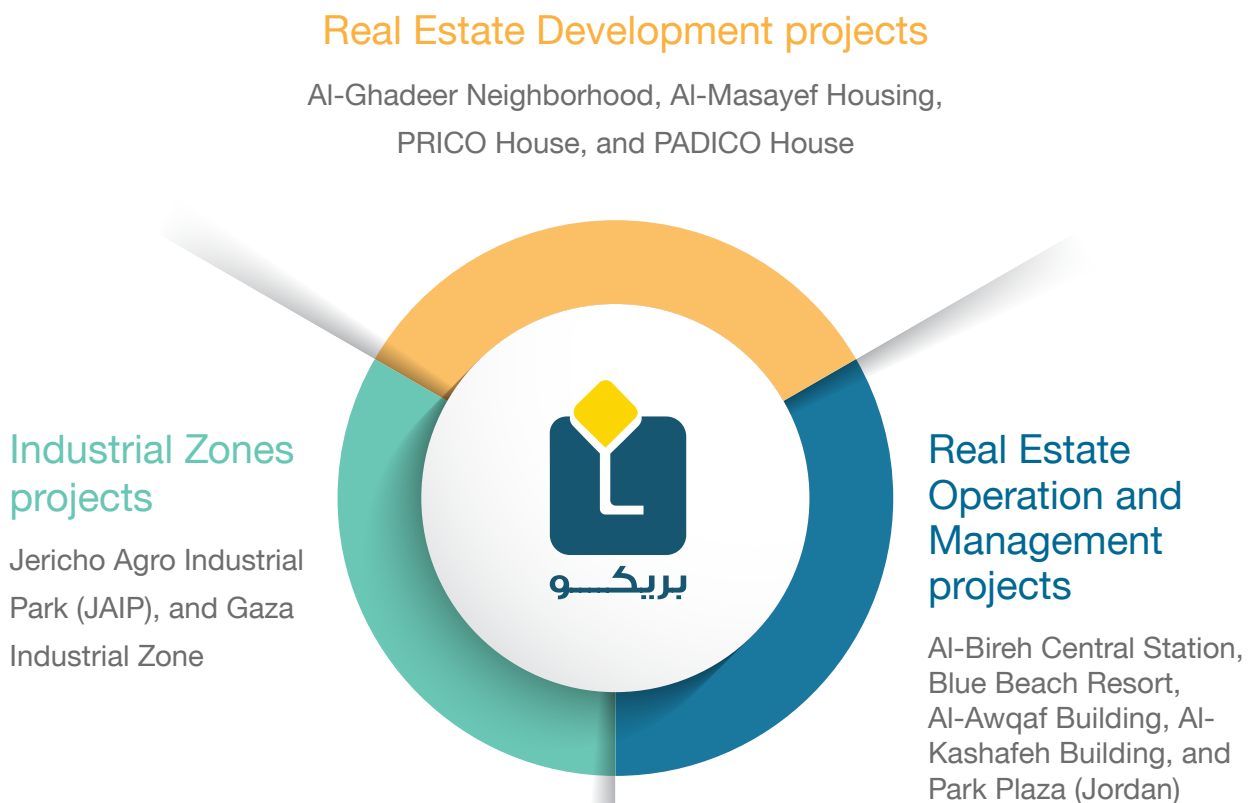 Real Estate Development projects
Al-Ghadeer Neighborhood, Al-Masayef Housing,
PRICO House, and PADICO House
بريكـــو
Industrial Zones
projects
Jericho Agro Industrial
Park (JAIP), and Gaza
Industrial Zone
Real Estate
Operation and
Management
projects
Al-Bireh Central Station,
Blue Beach Resort,
Al-Awqaf Building, Al-
Kashafeh Building, and
Park Plaza (Jordan)